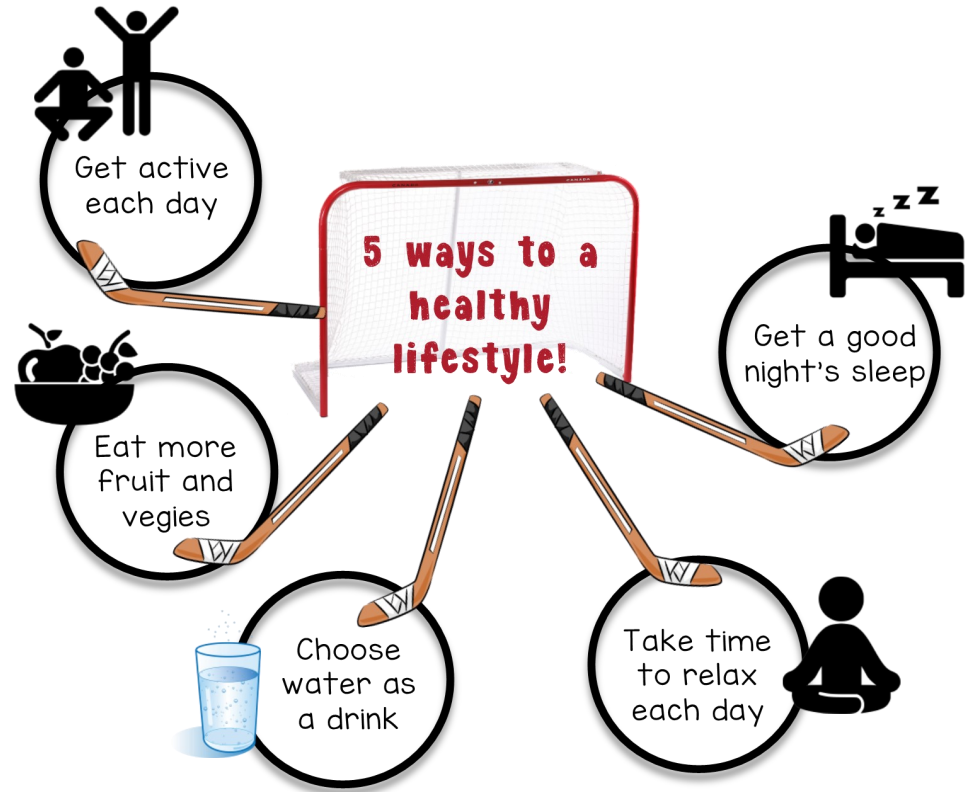 5 ways to a
healthy
lifestyle!
Get active
each day
Eat more
fruit and
vegies
Choose
water as
a drink
Take time
to relax
each day
Get a good
night's sleep
z z Z